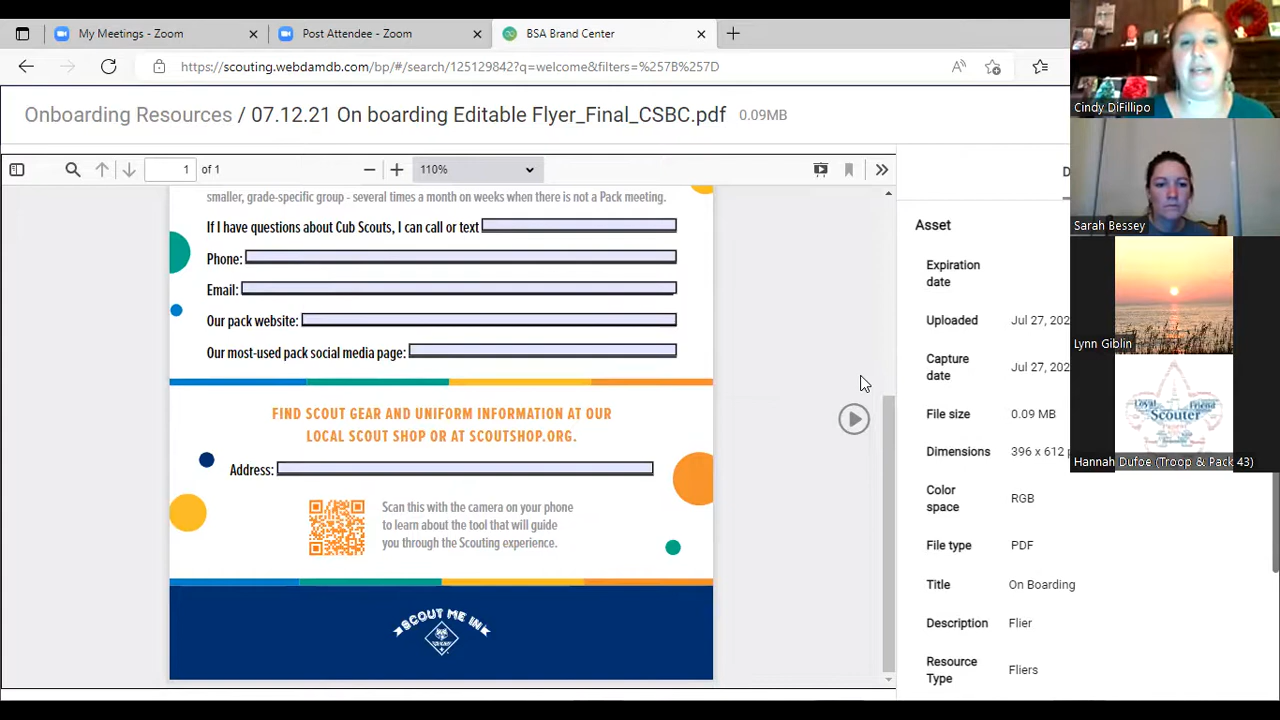 My Meetings - Zoom
Post Attendee - Zoom
BSA Brand Center
https://scouting.webdamdb.com/bp/#/search/125129842?q=welcome&filters=%257B%257D
Onboarding Resources / 07.12.21 On boarding Editable Flyer_Final_CSBC.pdf 0.09MB
1 of 1
110%
smaller, grade-specific group - several times a month on weeks when there is not a Pack meeting.
If I have questions about Cub Scouts, I can call or text
Phone:
Email:
Our pack website:
Our most-used pack social media page:
FIND SCOUT GEAR AND UNIFORM INFORMATION AT OUR
LOCAL SCOUT SHOP OR AT SCOUTSHOP.ORG.
Address:
Scan this with the camera on your phone
to learn about the tool that will guide
you through the Scouting experience.
SCOUT ME IN
D
Asset
Expiration
date
Uploaded Jul 27, 202
Capture
date Jul 27, 202
File size 0.09 MB
Dimensions 396 x 612 p
Color
space RGB
File type PDF
Title On Boarding
Description Flier
Resource
Type Fliers
Cindy DiFillipo
Sarah Bessey
Lynn Giblin
Loyal Friend
Scouter
Hannah Dufoe (Troop & Pack 43)